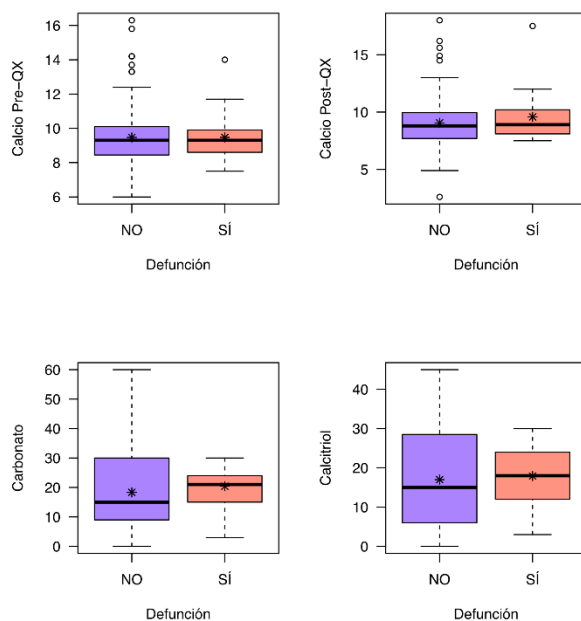 Calcio Pre-QX
16
14
12
10
8
6
NO
SÍ
Defunción
Calcio Post-QX
15
10
5
NO
SÍ
Defunción
Carbonato
60
50
40
30
20
10
0
NO
SÍ
Defunción
Calcitriol
40
30
20
10
0
NO
SÍ
Defunción